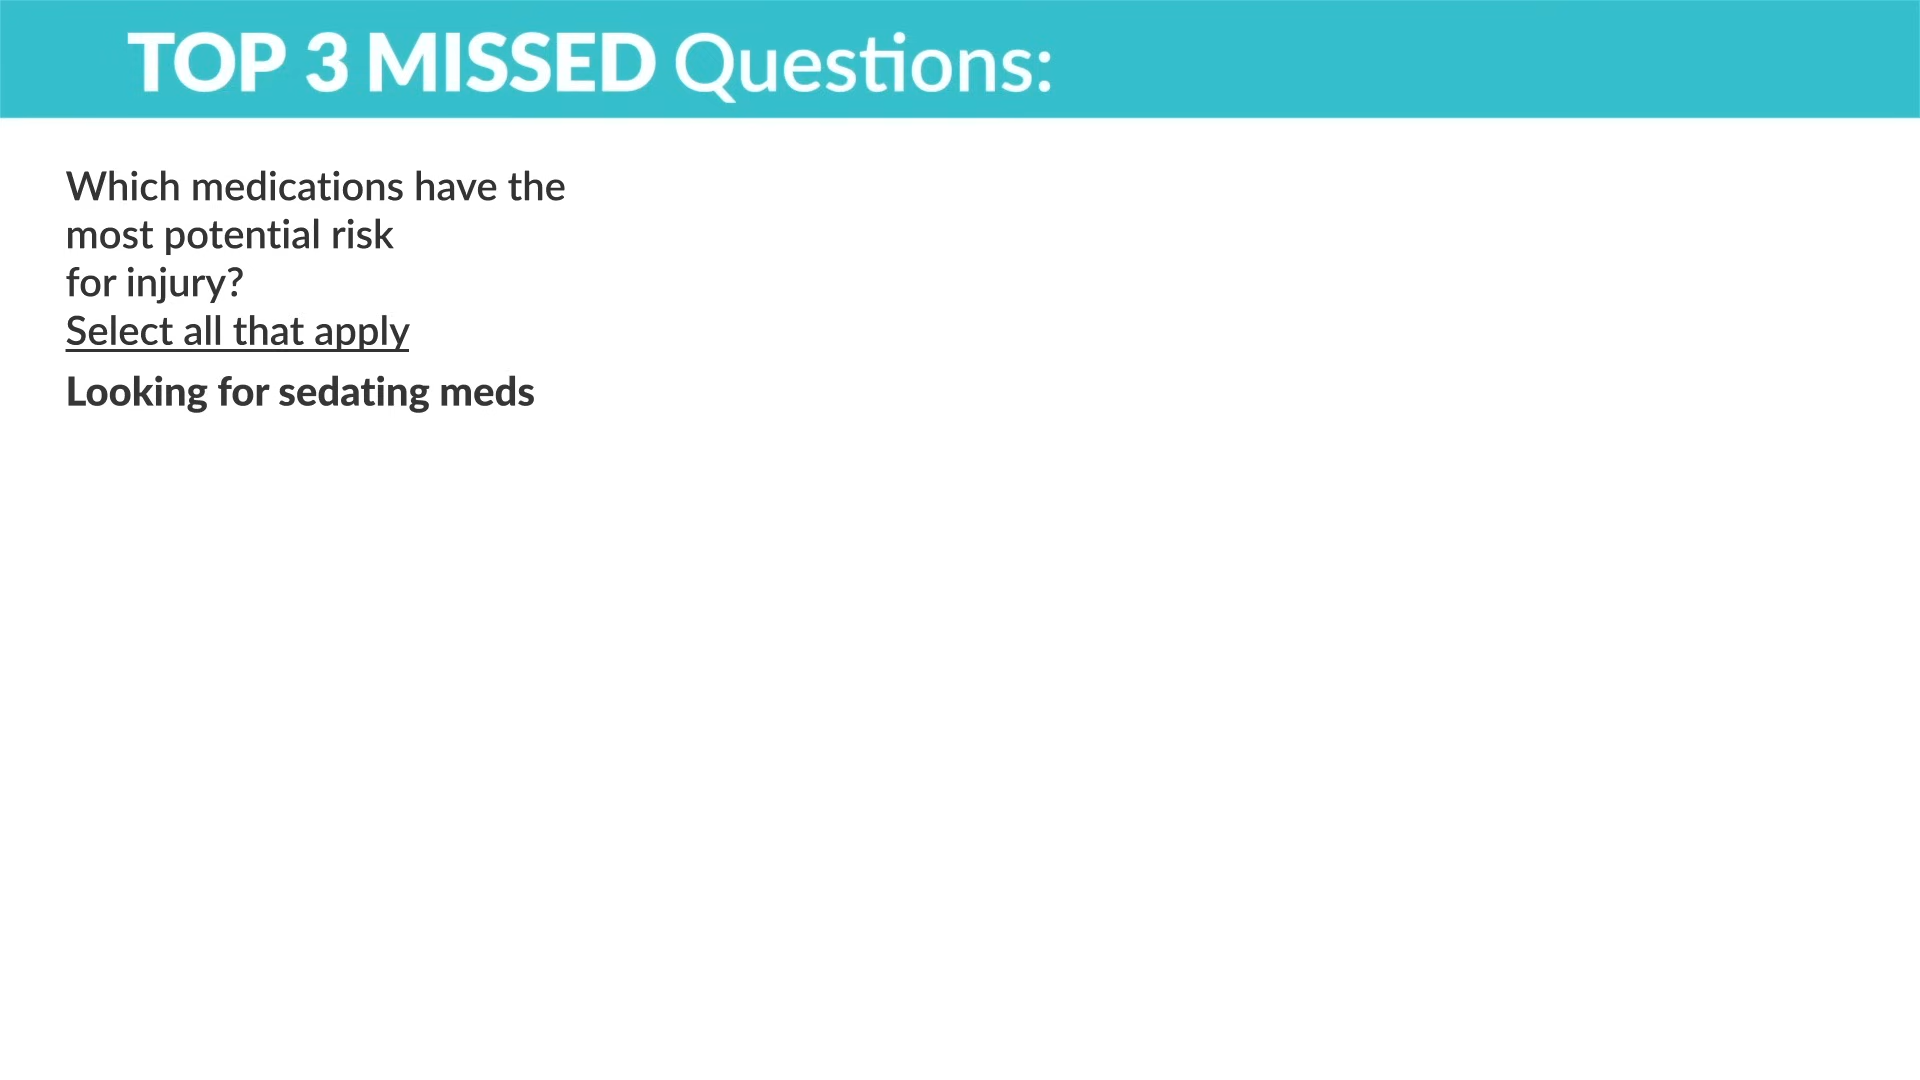 TOP 3 MISSED Questions:
Which medications have the
most potential risk
for injury?
Select all that apply
Looking for sedating meds